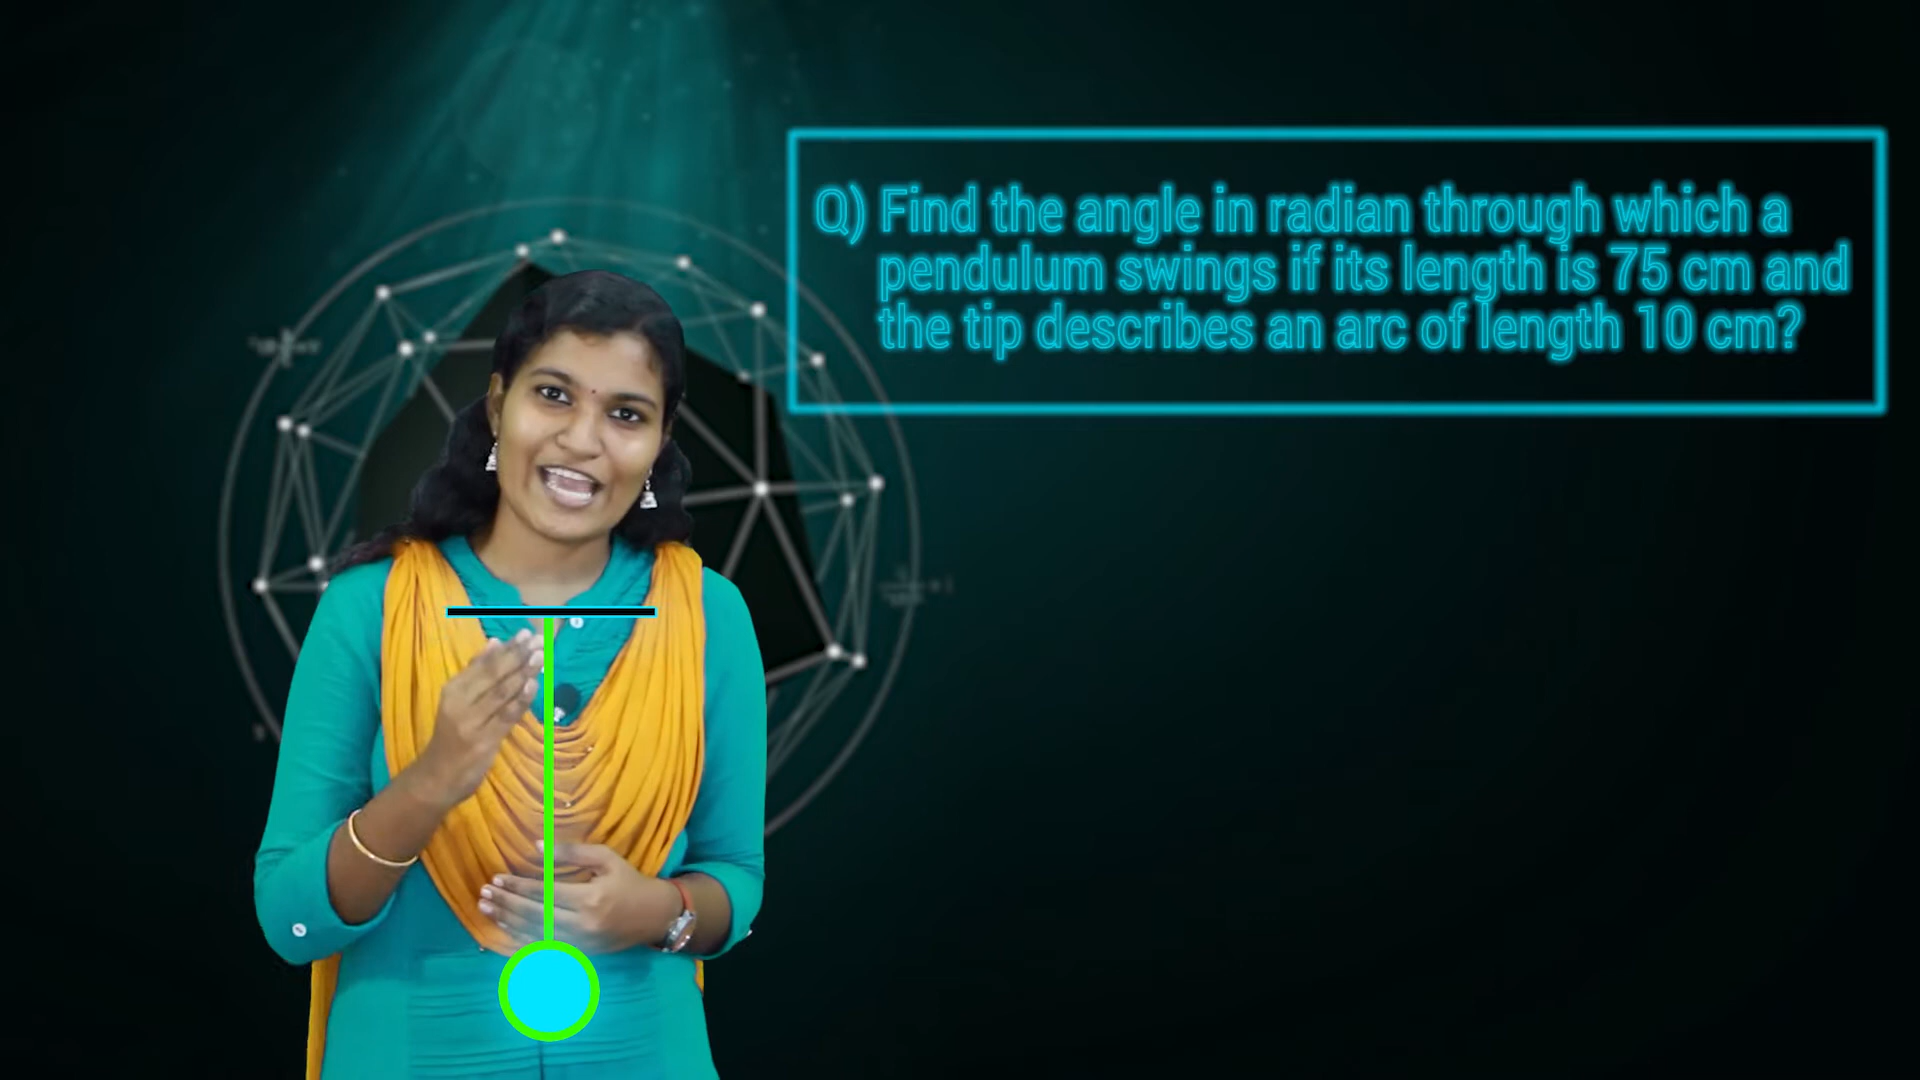 Q) Find the angle in radian through which a
pendulum swings if its length is 75 cm and
the tip describes an arc of length 10 cm?